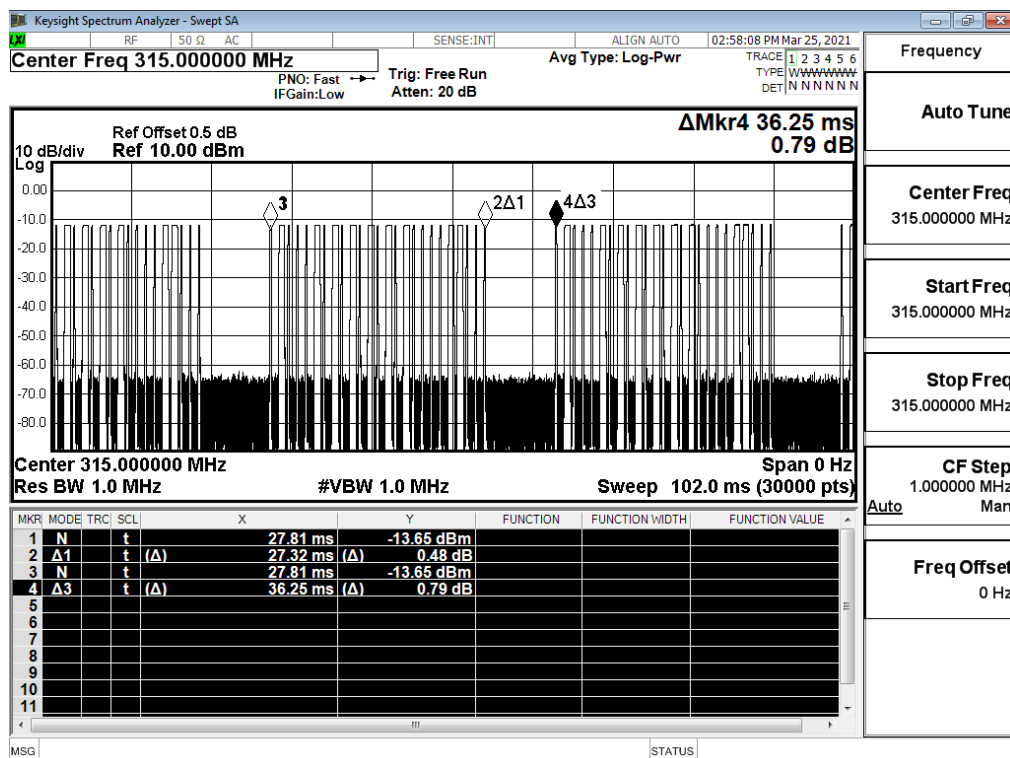 Keysight Spectrum Analyzer - Swept SA
LXI RF 50 Ω AC SENSE:INT ALIGN AUTO 02:58:08 PM Mar 25, 2021
Center Freq 315.000000 MHz
PNO: Fast
IFGain:Low
Trig: Free Run
Atten: 20 dB
Avg Type: Log-Pwr
TRACE 1 2 3 4 5 6
TYPE WWWWWW
DET N N N N N N
ΔMkr4 36.25 ms
0.79 dB
Ref Offset 0.5 dB
10 dB/div Ref 10.00 dBm
Log
0.00
-10.0
-20.0
-30.0
-40.0
-50.0
-60.0
-70.0
-80.0
3
2Δ1
4Δ3
Center 315.000000 MHz Span 0 Hz
Res BW 1.0 MHz #VBW 1.0 MHz Sweep 102.0 ms (30000 pts)
MKR MODE TRC SCL X Y FUNCTION FUNCTION WIDTH FUNCTION VALUE
1 N t 27.81 ms -13.65 dBm
2 Δ1 t (Δ) 27.32 ms (Δ) 0.48 dB
3 N t 27.81 ms -13.65 dBm
4 Δ3 t (Δ) 36.25 ms (Δ) 0.79 dB
5
6
7
8
9
10
11
MSG STATUS
Frequency
Auto Tune
Center Freq
315.000000 MHz
Start Freq
315.000000 MHz
Stop Freq
315.000000 MHz
CF Step
1.000000 MHz
Auto Man
Freq Offset
0 Hz